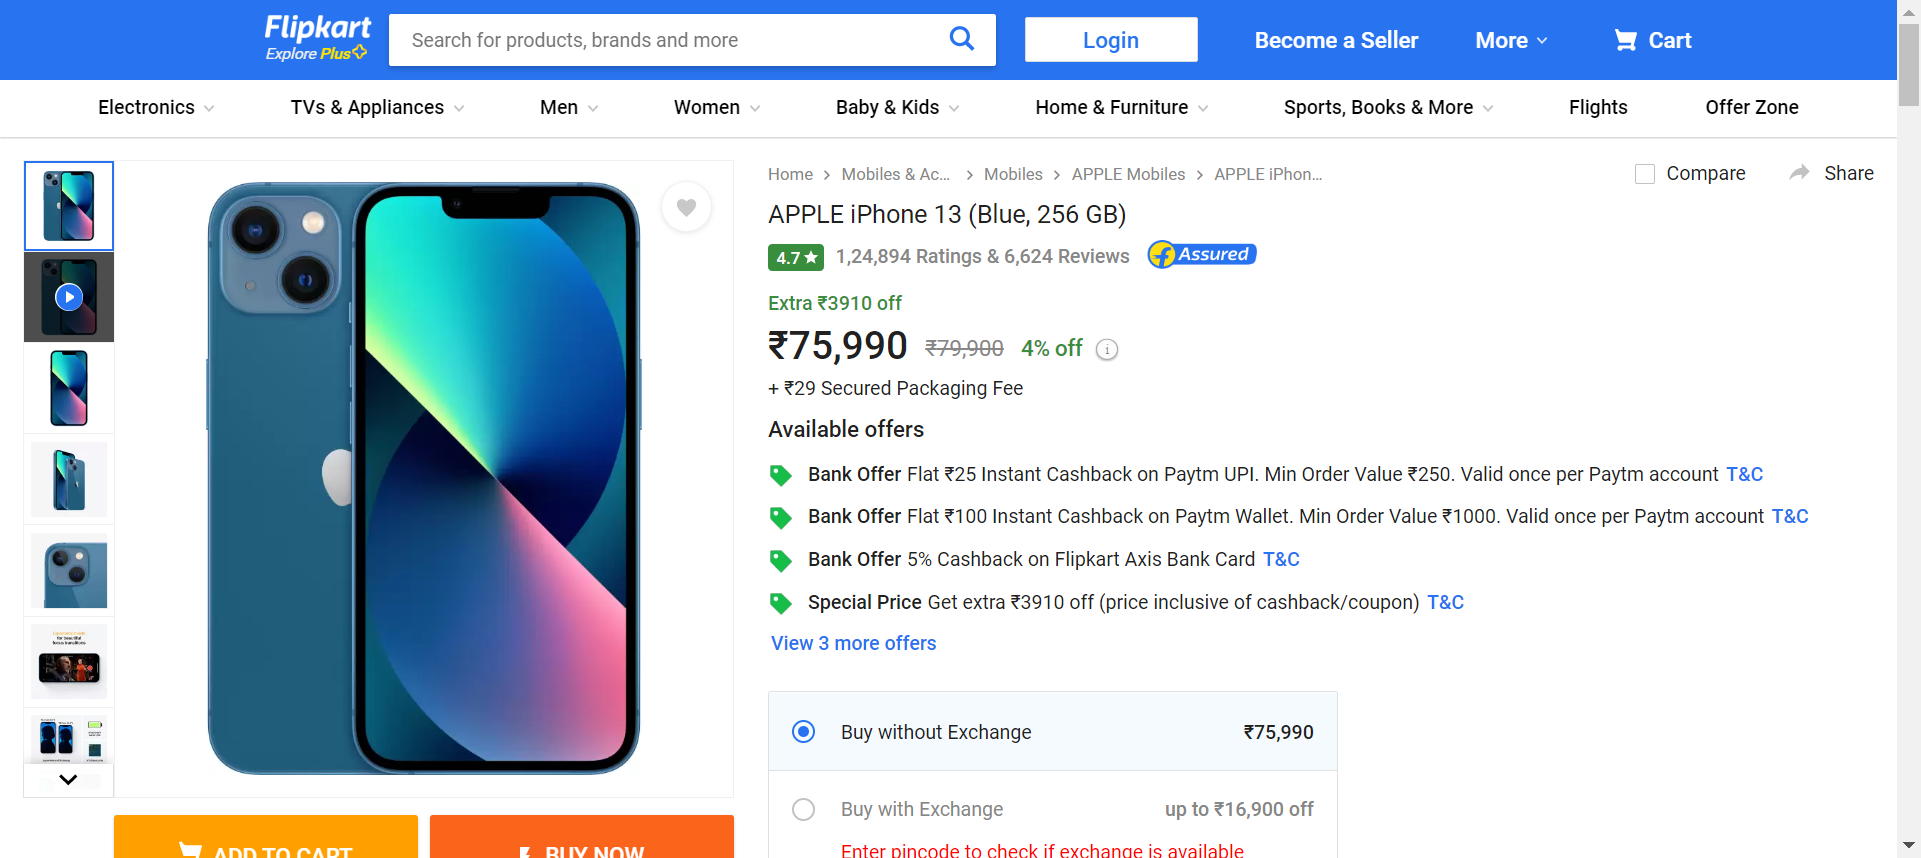 Flipkart
Explore Plus
Search for products, brands and more
Login
Become a Seller
More
Cart
Electronics
TVs & Appliances
Men
Women
Baby & Kids
Home & Furniture
Sports, Books & More
Flights
Offer Zone
Home > Mobiles & Ac... > Mobiles > APPLE Mobiles > APPLE iPhon...
Compare
Share
APPLE iPhone 13 (Blue, 256 GB)
4.7★ 1,24,894 Ratings & 6,624 Reviews Assured
Extra ₹3910 off
₹75,990 ₹79,900 4% off
+ ₹29 Secured Packaging Fee
Available offers
Bank Offer Flat ₹25 Instant Cashback on Paytm UPI. Min Order Value ₹250. Valid once per Paytm account T&C
Bank Offer Flat ₹100 Instant Cashback on Paytm Wallet. Min Order Value ₹1000. Valid once per Paytm account T&C
Bank Offer 5% Cashback on Flipkart Axis Bank Card T&C
Special Price Get extra ₹3910 off (price inclusive of cashback/coupon) T&C
View 3 more offers
Buy without Exchange ₹75,990
Buy with Exchange up to ₹16,900 off
Enter pincode to check if exchange is available
for beautiful
focus transitions
ADD TO CART
BUY NOW